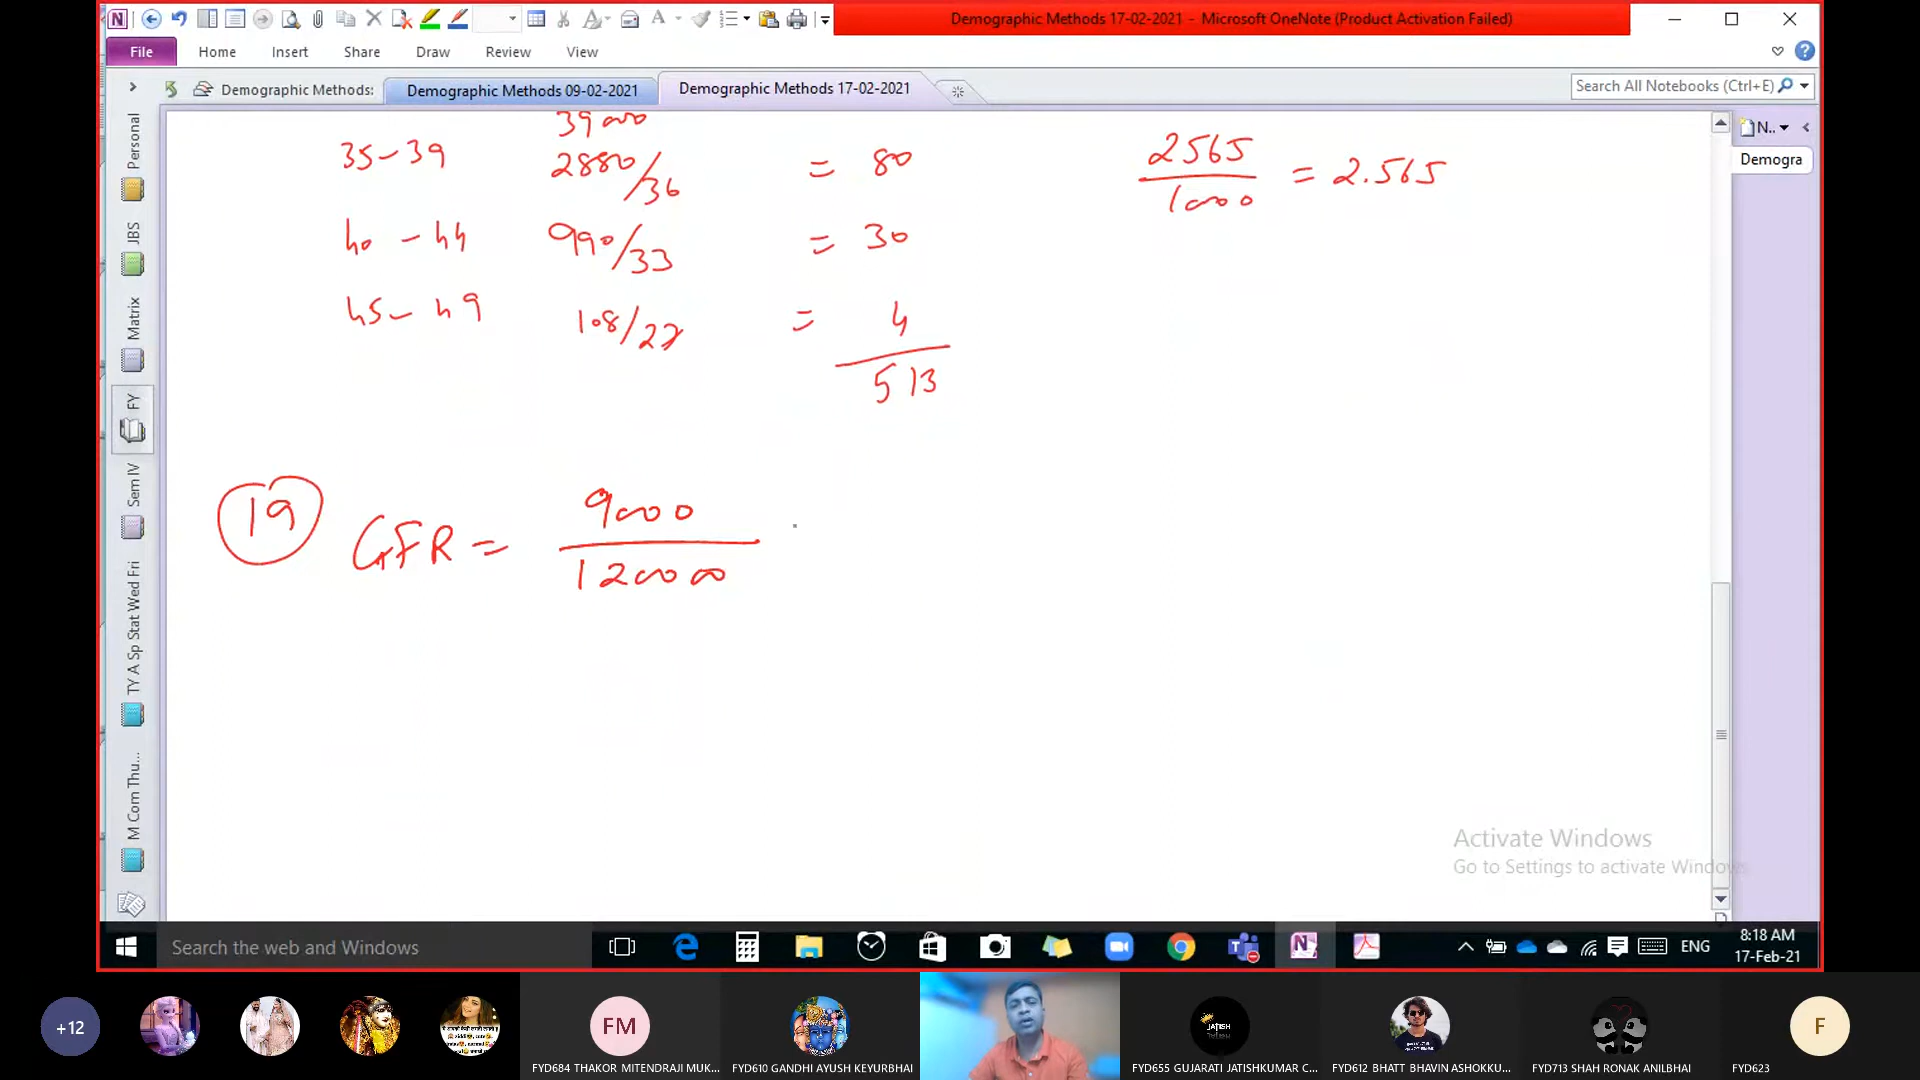 Demographic Methods 17-02-2021 - Microsoft OneNote (Product Activation Failed)
File Home Insert Share Draw Review View
Demographic Methods: Demographic Methods 09-02-2021 Demographic Methods 17-02-2021
Search All Notebooks (Ctrl+E)
N..
Demogra
Personal
JBS
Matrix
FY
Sem IV
TY A Sp Stat Wed Fri
M Com Thu...
39000
35-39 2880/36 = 80
40-44 990/33 = 30
45-49 108/27 = 4
513
2565
1000 = 2.565
19 GFR = 9000
120000
Activate Windows
Go to Settings to activate Windows
Search the web and Windows
ENG
8:18 AM
17-Feb-21
+12
FM
JATISH
F
FYD684 THAKOR MITENDRAJI MUK...
FYD610 GANDHI AYUSH KEYURBHAI
FYD655 GUJARATI JATISHKUMAR C...
FYD612 BHATT BHAVIN ASHOKKU...
FYD713 SHAH RONAK ANILBHAI
FYD623